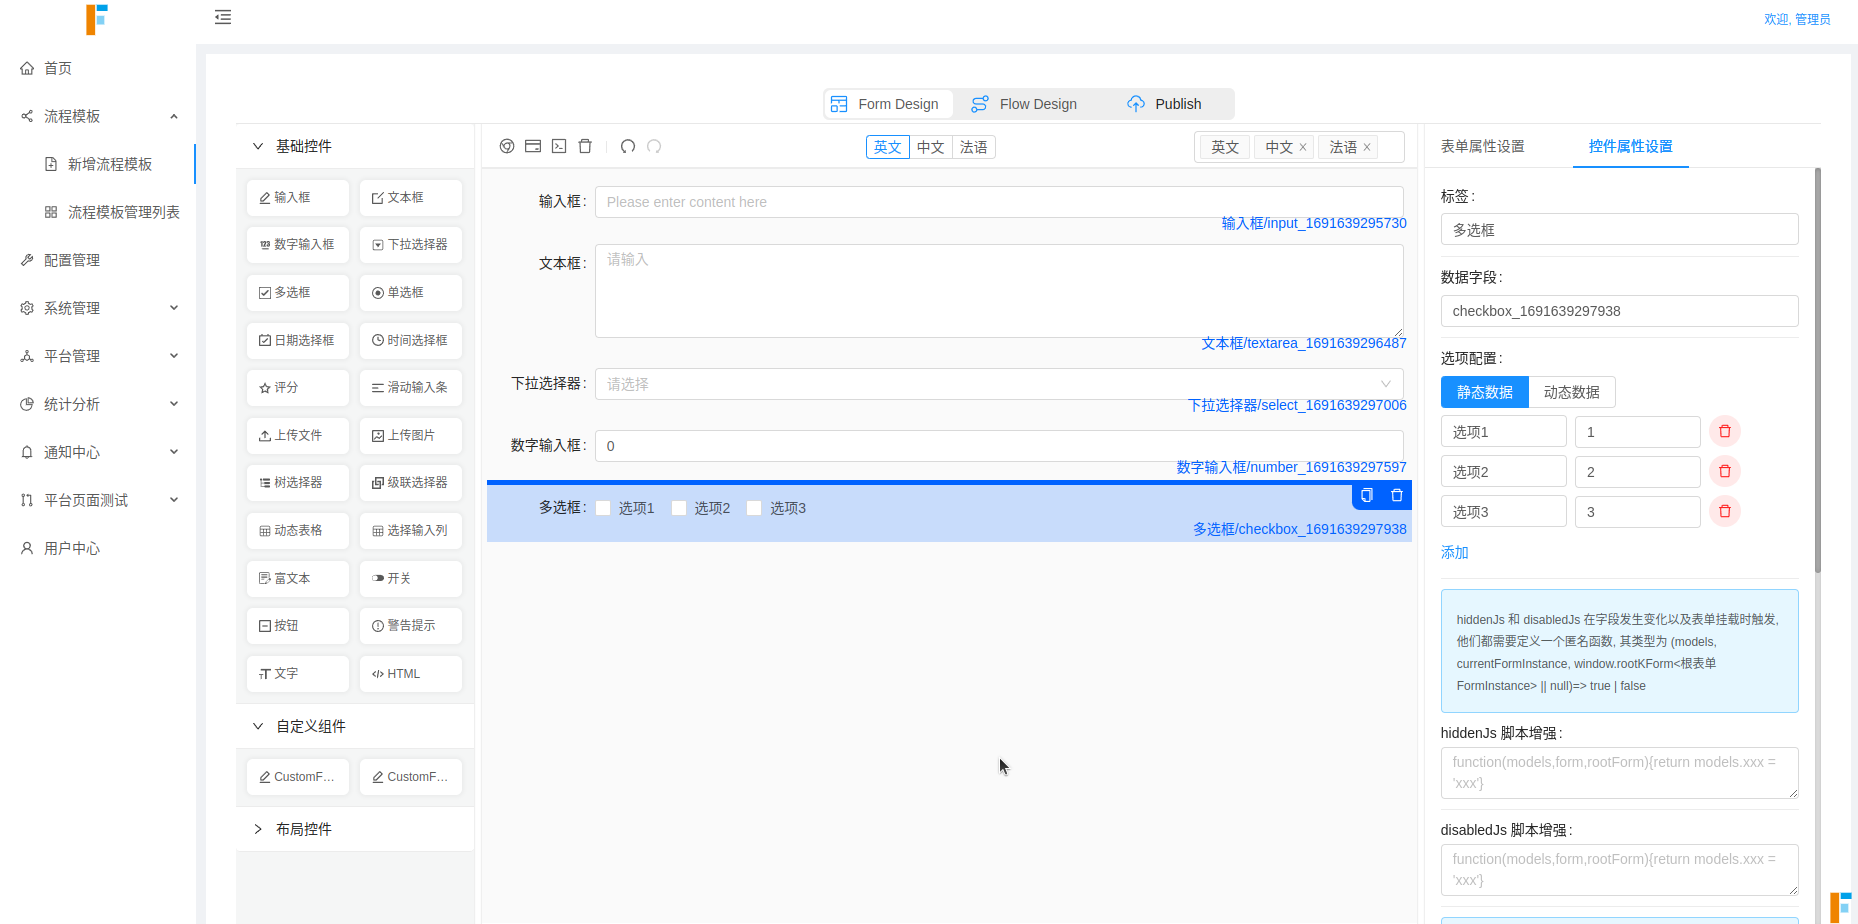 欢迎, 管理员
首页
流程模板
新增流程模板
流程模板管理列表
配置管理
系统管理
平台管理
统计分析
通知中心
平台页面测试
用户中心
Form Design
Flow Design
Publish
基础控件
输入框
文本框
数字输入框
下拉选择器
多选框
单选框
日期选择框
时间选择框
评分
滑动输入条
上传文件
上传图片
树选择器
级联选择器
动态表格
选择输入列
富文本
开关
按钮
警告提示
文字
HTML
自定义组件
CustomF...
CustomF...
布局控件
英文 中文 法语
英文 中文 × 法语 ×
输入框:
Please enter content here
输入框/input_1691639295730
文本框:
请输入
文本框/textarea_1691639296487
下拉选择器:
请选择
下拉选择器/select_1691639297006
数字输入框:
0
数字输入框/number_1691639297597
多选框: 选项1 选项2 选项3
多选框/checkbox_1691639297938
表单属性设置
控件属性设置
标签:
多选框
数据字段:
checkbox_1691639297938
选项配置:
静态数据 动态数据
选项1 1
选项2 2
选项3 3
添加
hiddenJs 和 disabledJs 在字段发生变化以及表单挂载时触发,
他们都需要定义一个匿名函数, 其类型为 (models,
currentFormInstance, window.rootKForm<根表单
FormInstance> || null)=> true | false
hiddenJs 脚本增强:
function(models,form,rootForm){return models.xxx =
'xxx'}
disabledJs 脚本增强:
function(models,form,rootForm){return models.xxx =
'xxx'}